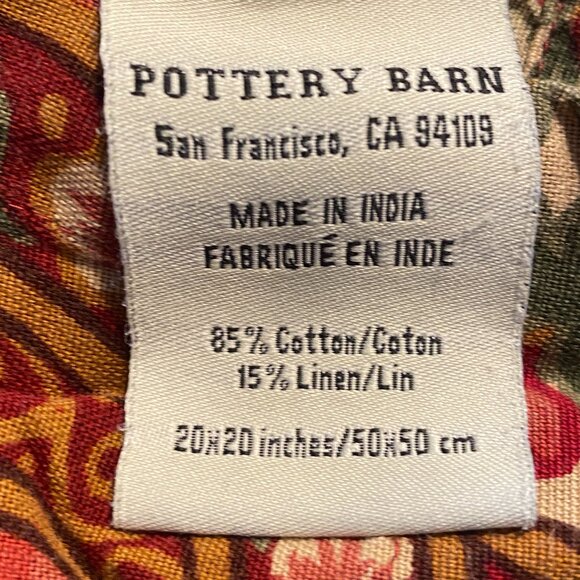 POTTERY BARN
San Francisco, CA 94109
MADE IN INDIA
FABRIQUÉ EN INDE
85% Cotton/Coton
15% Linen/Lin
20x20 inches/50x50 cm